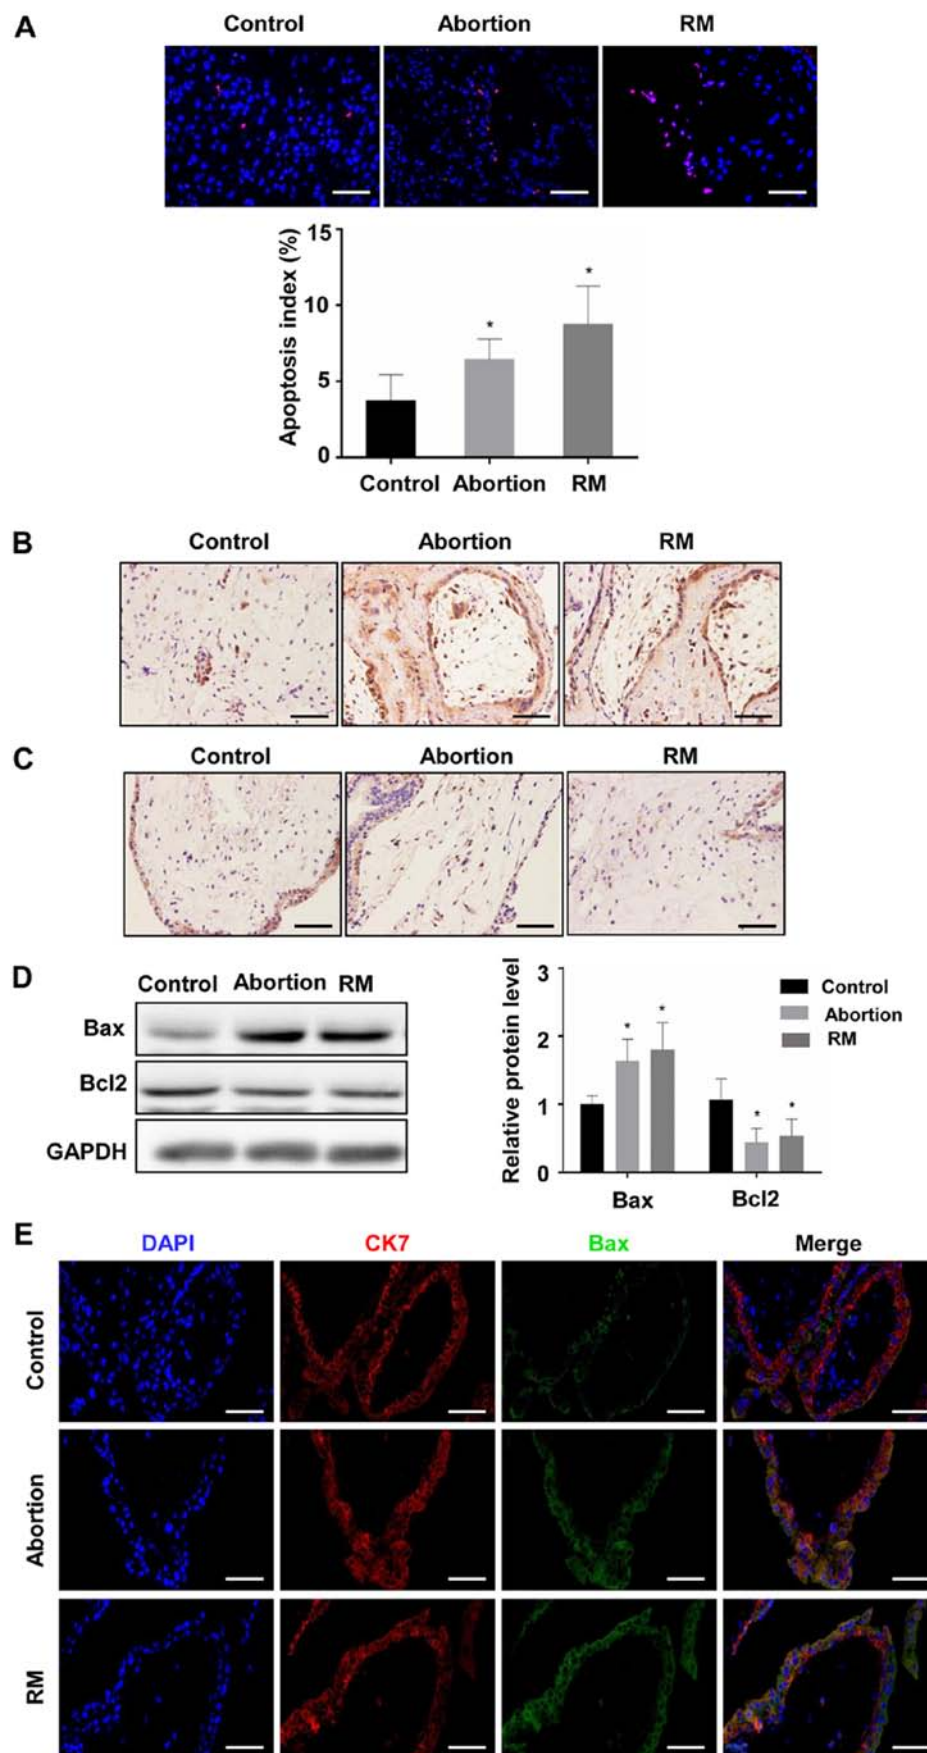 A
Control Abortion RM
Apoptosis index (%)
15
10
5
0
*
*
Control Abortion RM
B
Control Abortion RM
C
Control Abortion RM
D
Control Abortion RM
Bax
Bcl2
GAPDH
Relative protein level
3
2
1
0
* *
* *
Control
Abortion
RM
Bax Bcl2
E
DAPI CK7 Bax Merge
Control
Abortion
RM